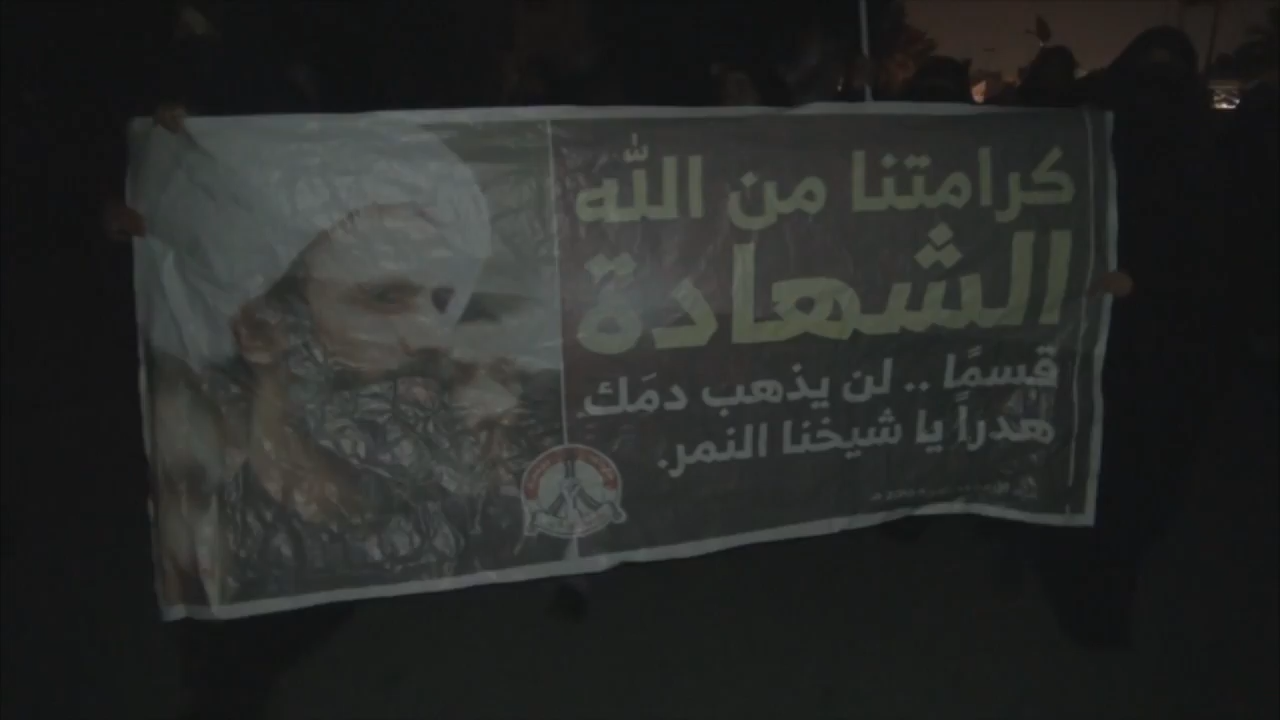 كرامتنا من الله
الشهادة
قسمًا .. لن يذهب دمَك
هدراً يا شيخنا النمر.